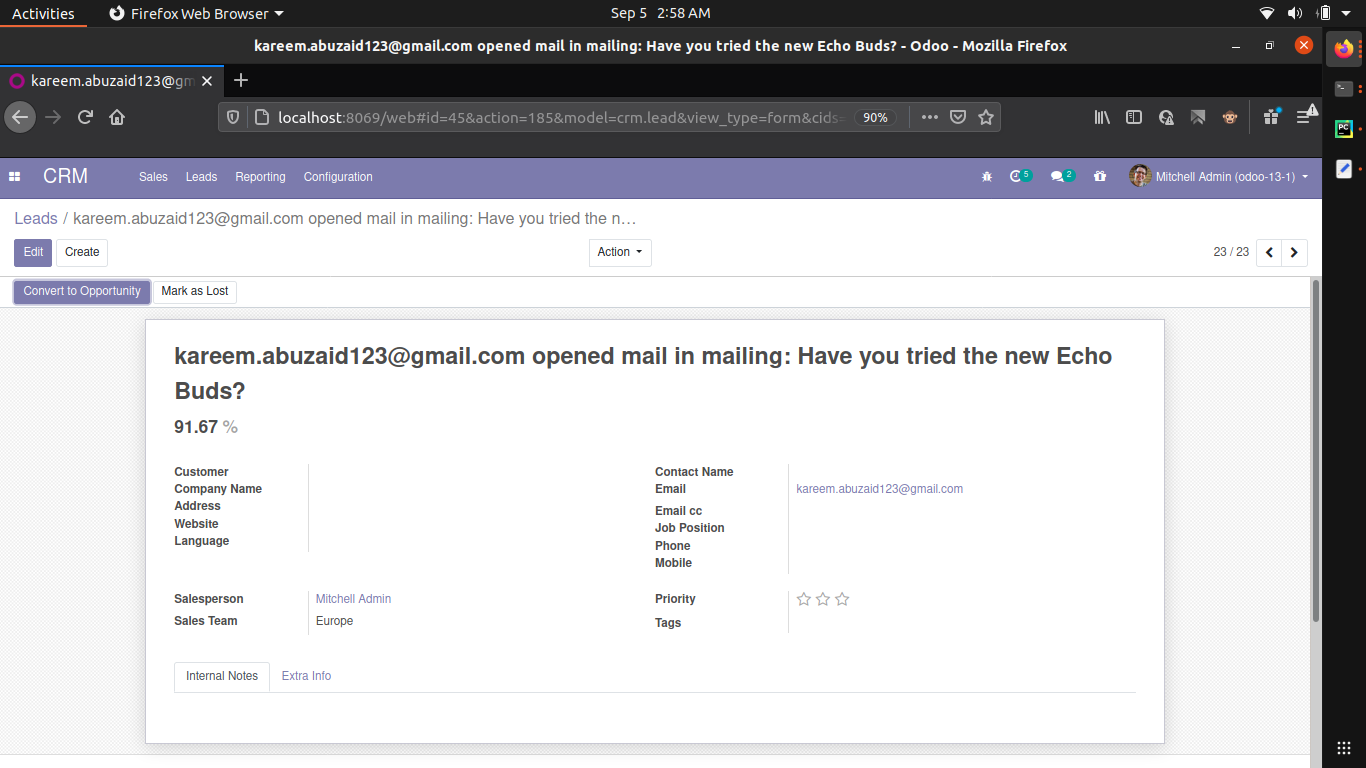 Activities Firefox Web Browser Sep 5 2:58 AM
kareem.abuzaid123@gmail.com opened mail in mailing: Have you tried the new Echo Buds? - Odoo - Mozilla Firefox
kareem.abuzaid123@gm
localhost:8069/web#id=45&action=185&model=crm.lead&view_type=form&cids= 90%
CRM Sales Leads Reporting Configuration 5 2 Mitchell Admin (odoo-13-1)
Leads / kareem.abuzaid123@gmail.com opened mail in mailing: Have you tried the n…
Edit Create Action 23 / 23
Convert to Opportunity Mark as Lost
kareem.abuzaid123@gmail.com opened mail in mailing: Have you tried the new Echo
Buds?
91.67 %
Customer
Company Name
Address
Website
Language
Contact Name
Email kareem.abuzaid123@gmail.com
Email cc
Job Position
Phone
Mobile
Salesperson Mitchell Admin
Sales Team Europe
Priority
Tags
Internal Notes Extra Info
PC